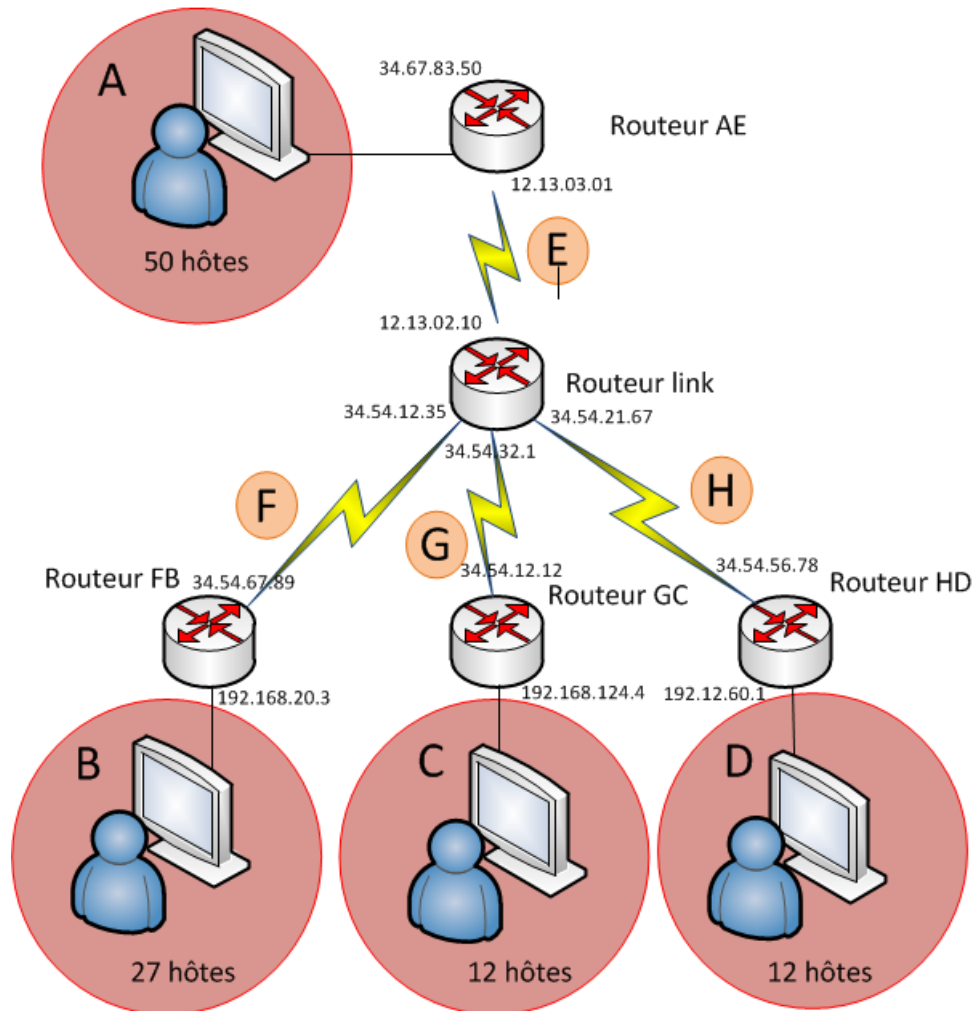 A
34.67.83.50
Routeur AE
12.13.03.01
50 hôtes
E
12.13.02.10
Routeur link
34.54.12.35
34.54.21.67
34.54.32.1
F
H
G
Routeur FB
34.54.67.89
34.54.12.12
Routeur GC
34.54.56.78
Routeur HD
192.168.20.3
192.168.124.4
192.12.60.1
B
C
D
27 hôtes
12 hôtes
12 hôtes